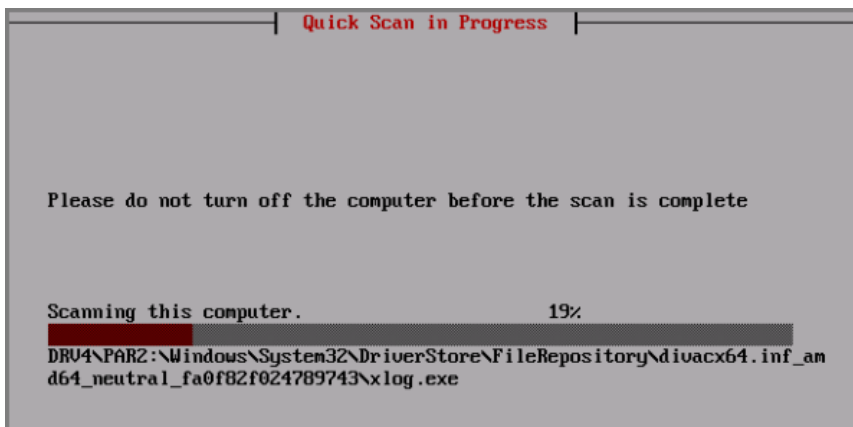 Quick Scan in Progress
Please do not turn off the computer before the scan is complete
Scanning this computer. 19%
DRV4\PAR2:\Windows\System32\DriverStore\FileRepository\divacx64.inf_am
d64_neutral_fa0f82f024789743\xlog.exe